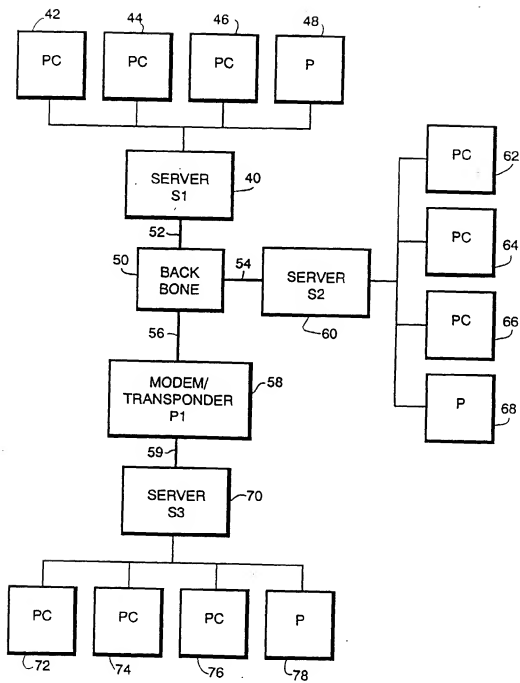 42 44 46 48
PC PC PC P
SERVER
S1
40
52
50
BACK
BONE
54
SERVER
S2
60
PC
62
PC
64
PC
66
P
68
56
MODEM/
TRANSPONDER
P1
58
59
SERVER
S3
70
PC PC PC P
72 74 76 78